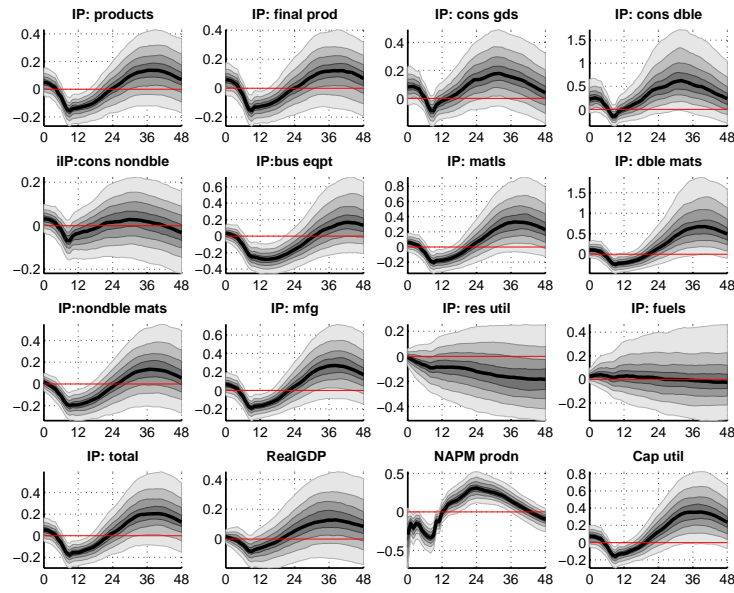 IP: products IP: final prod IP: cons gds IP: cons dble
0.4 0.4 0.4 1.5
0.2 0.2 0.2 1
0 0 0 0.5
−0.2 −0.2 0
0 12 24 36 48 0 12 24 36 48 0 12 24 36 48 0 12 24 36 48
iIP:cons nondble IP:bus eqpt IP: matls IP: dble mats
0.2 0.6 0.8 1.5
0.4 0.6 1
0.2 0.4 0.5
0 0 0.2 0
−0.2 0
−0.2 −0.4 −0.2
0 12 24 36 48 0 12 24 36 48 0 12 24 36 48 0 12 24 36 48
IP:nondble mats IP: mfg IP: res util IP: fuels
0.4 0.6 0.2 0.4
0.2 0.4 0 0.2
0 0.2 −0.2 0
−0.2 0 −0.4 −0.2
−0.2
0 12 24 36 48 0 12 24 36 48 0 12 24 36 48 0 12 24 36 48
IP: total RealGDP NAPM prodn Cap util
0.4 0.4 0.5 0.8
0.2 0.2 0 0.6
0 0 −0.5 0.4
−0.2 −0.2 0.2
0
−0.2
0 12 24 36 48 0 12 24 36 48 0 12 24 36 48 0 12 24 36 48